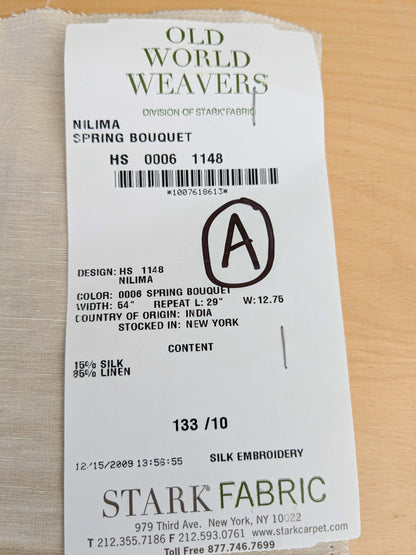 OLD
WORLD
WEAVERS
DIVISION OF STARK FABRIC
NILIMA
SPRING BOUQUET
HS 0006 1148
*1007618613*
A
DESIGN: HS 1148
NILIMA
COLOR: 0006 SPRING BOUQUET
WIDTH: 54" REPEAT L: 29" W: 12.75
COUNTRY OF ORIGIN: INDIA
STOCKED IN: NEW YORK
CONTENT
15% SILK
85% LINEN
133 /10
12/15/2009 13:56:55 SILK EMBROIDERY
STARK FABRIC
979 Third Ave. New York, NY 10022
T 212.355.7186 F 212.593.0761 www.starkcarpet.com
Toll Free 877.746.7699